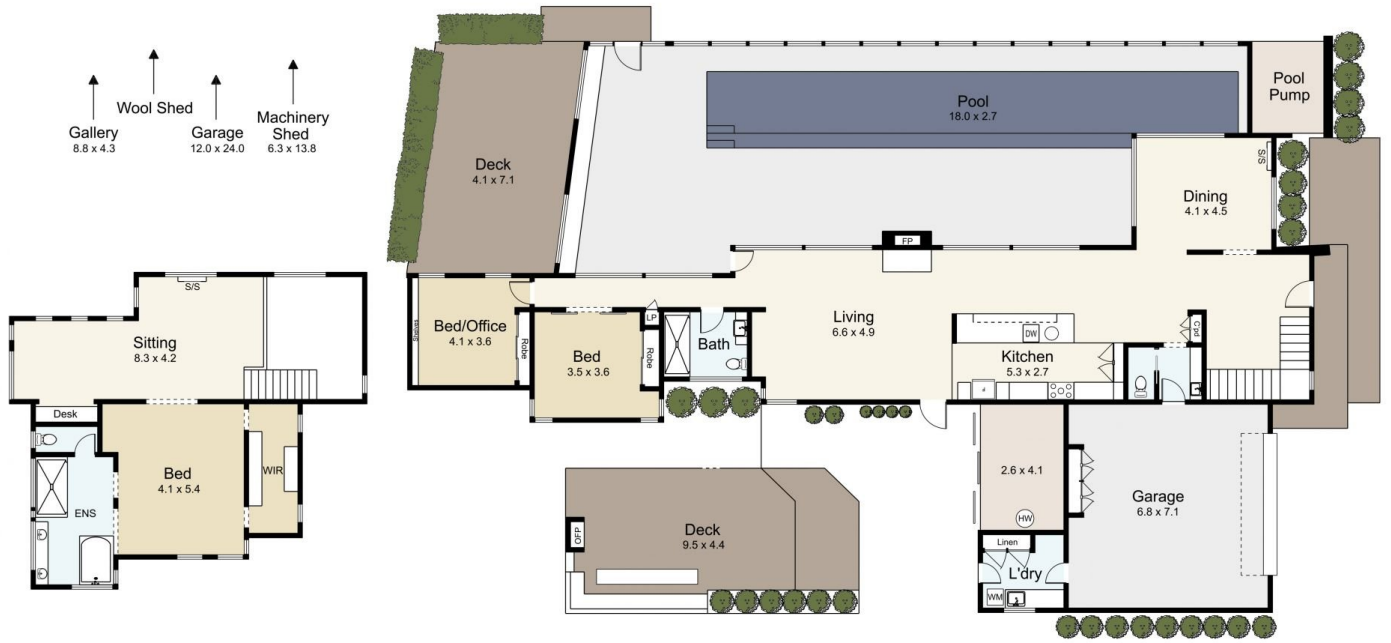 Wool Shed
Gallery
8.8 x 4.3
Garage
12.0 x 24.0
Machinery
Shed
6.3 x 13.8
S/S
Sitting
8.3 x 4.2
Desk
Bed
4.1 x 5.4
WIR
ENS
Deck
4.1 x 7.1
Pool
18.0 x 2.7
Pool
Pump
S/S
Dining
4.1 x 4.5
FP
Shelves
Bed/Office
4.1 x 3.6
Robe
Bed
3.5 x 3.6
LP
Robe
Bath
Living
6.6 x 4.9
DW
Kitchen
5.3 x 2.7
Cpd
2.6 x 4.1
HW
Linen
L'dry
WM
Garage
6.8 x 7.1
OFP
Deck
9.5 x 4.4